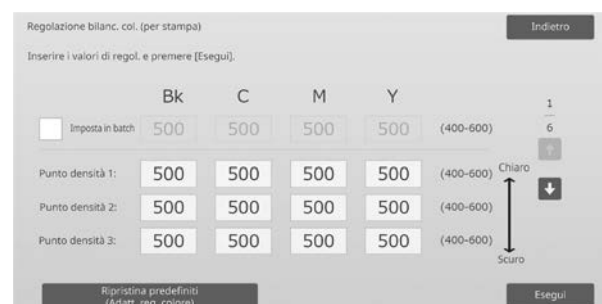 Regolazione bilanc. col. (per stampa)
Indietro
Inserire i valori di regol. e premere [Esegui].
Bk C M Y
1
6
Imposta in batch 500 500 500 500 (400-600)
Punto densità 1: 500 500 500 500 (400-600) Chiaro
Punto densità 2: 500 500 500 500 (400-600)
Punto densità 3: 500 500 500 500 (400-600)
Scuro
Ripristina predefiniti
(Adatt. reg. colore)
Esegui